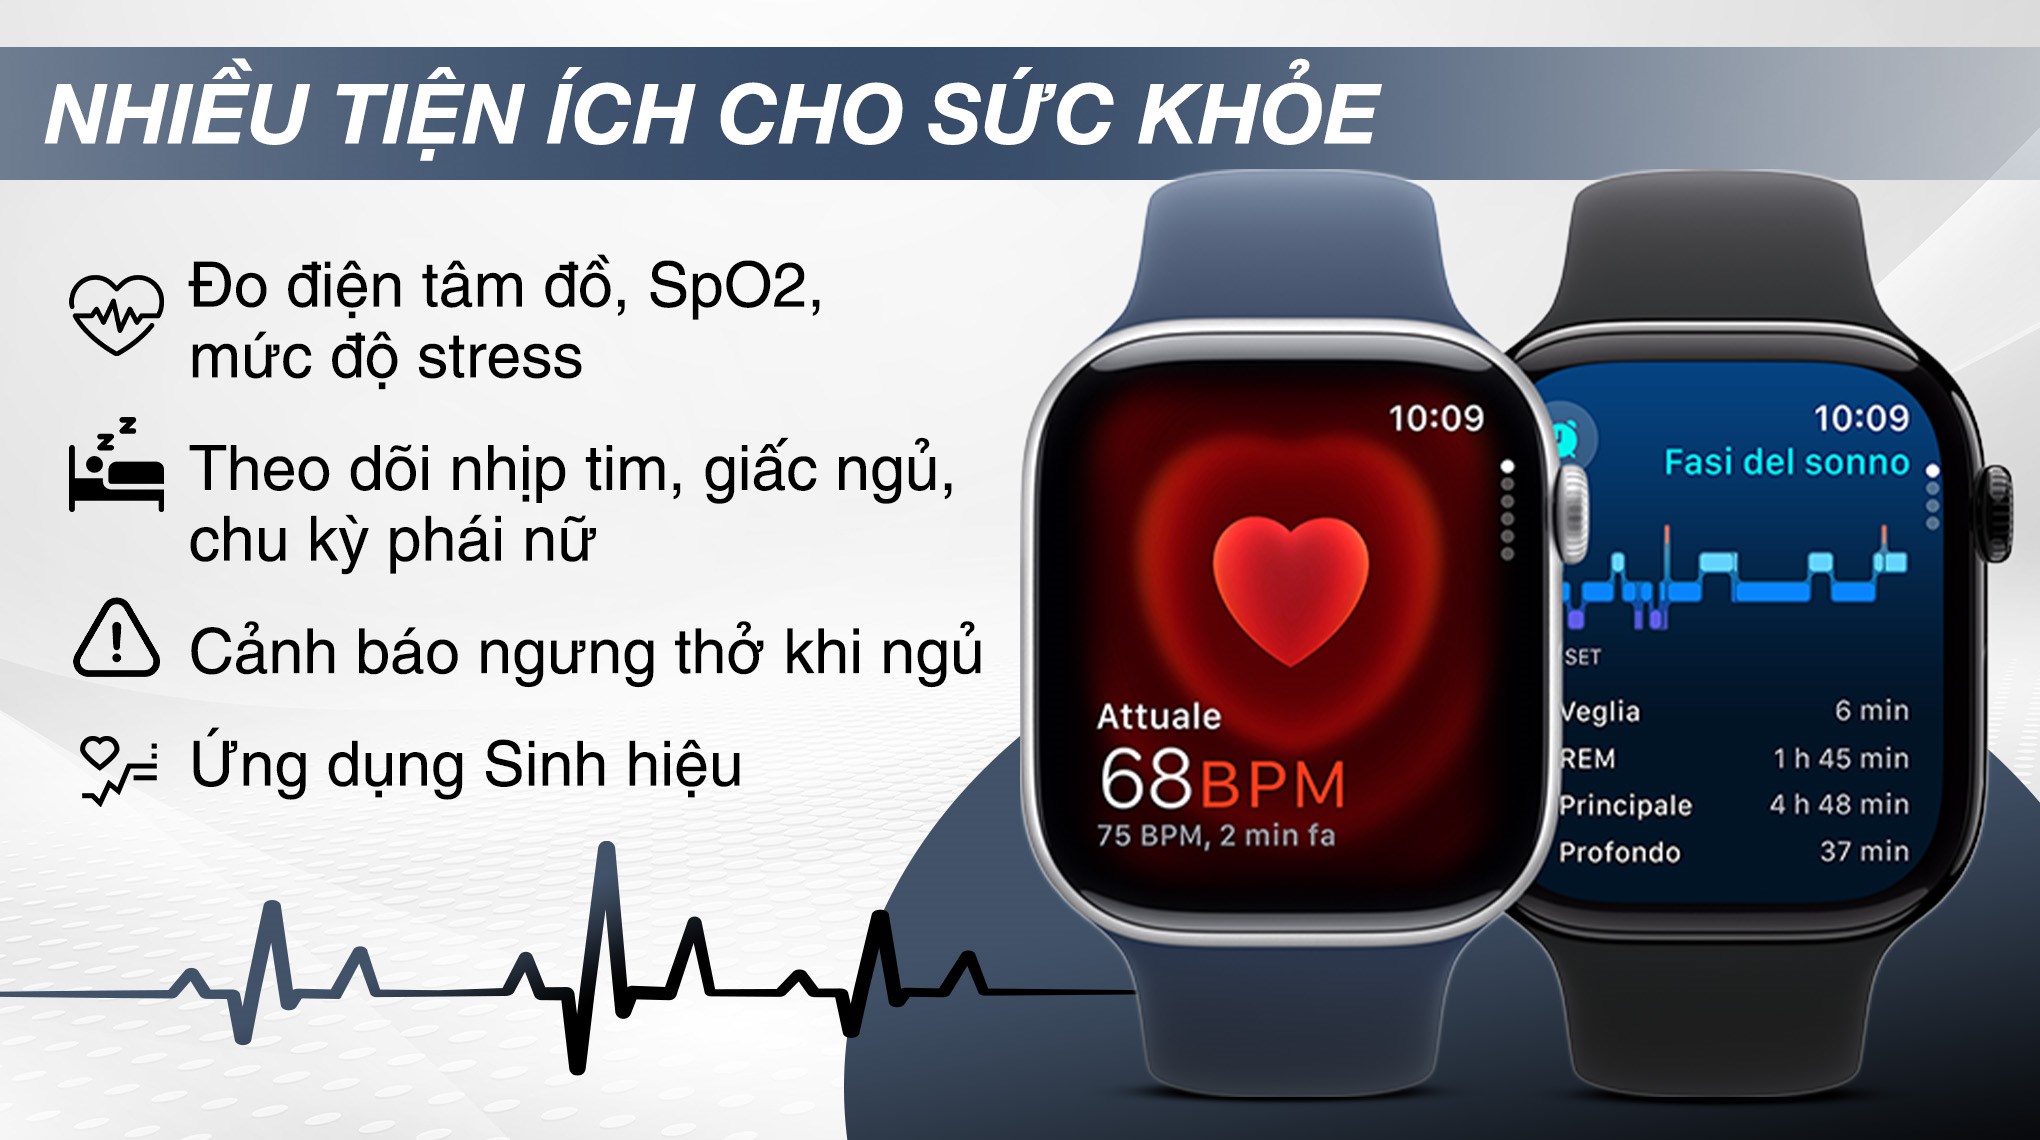 NHIỀU TIỆN ÍCH CHO SỨC KHỎE
Đo điện tâm đồ, SpO2,
mức độ stress
Theo dõi nhịp tim, giấc ngủ,
chu kỳ phái nữ
Cảnh báo ngưng thở khi ngủ
Ứng dụng Sinh hiệu
10:09
Attuale
68BPM
75 BPM, 2 min fa
10:09
Fasi del sonno
SET
Veglia 6 min
REM 1 h 45 min
Principale 4 h 48 min
Profondo 37 min